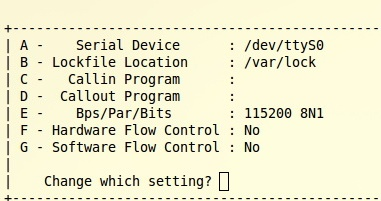 +-----------------------------------------
| A -    Serial Device      : /dev/ttyS0
| B - Lockfile Location     : /var/lock
| C -   Callin Program      :
| D -  Callout Program      :
| E -    Bps/Par/Bits       : 115200 8N1
| F - Hardware Flow Control : No
| G - Software Flow Control : No
|
|    Change which setting?
+-----------------------------------------